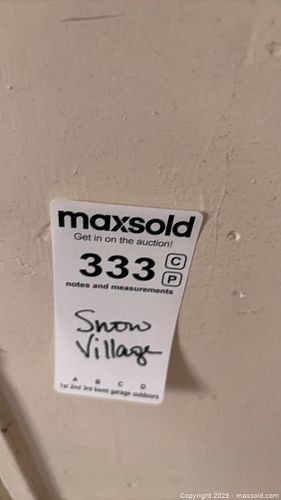 maxsold
Get in on the auction!
333 C
P
notes and measurements
Snow
Village
A B C D
1st 2nd 3rd bsmt garage outdoors
Copyright 2025 - maxsold.com